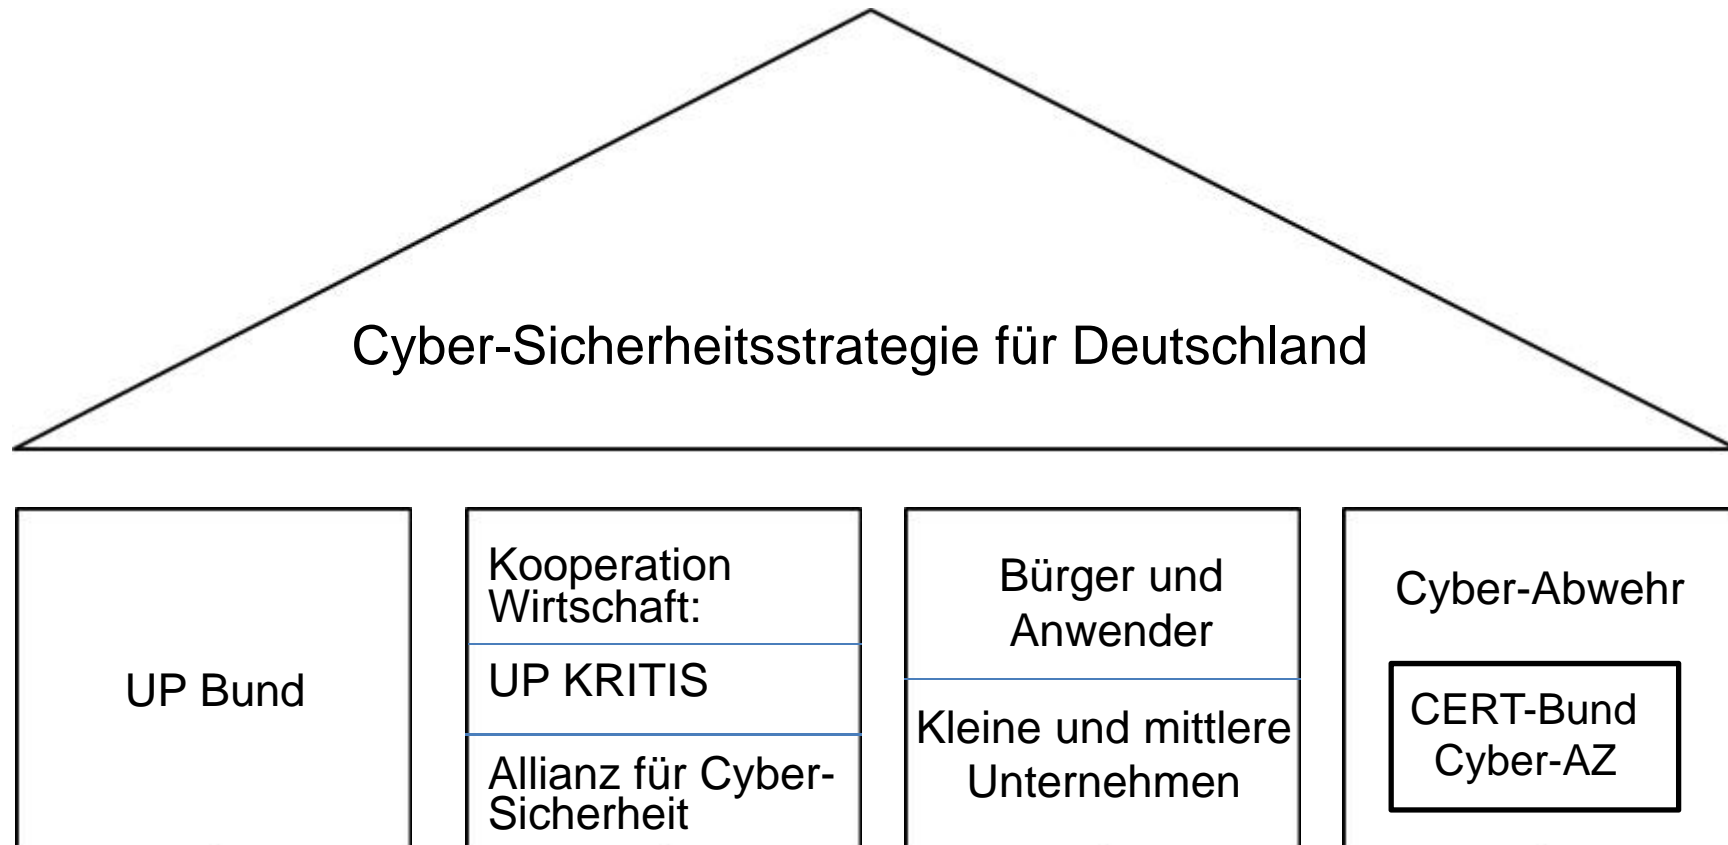 Cyber-Sicherheitsstrategie für Deutschland
UP Bund
Kooperation
Wirtschaft:
UP KRITIS
Allianz für Cyber-
Sicherheit
Bürger und
Anwender
Kleine und mittlere
Unternehmen
Cyber-Abwehr
CERT-Bund
Cyber-AZ